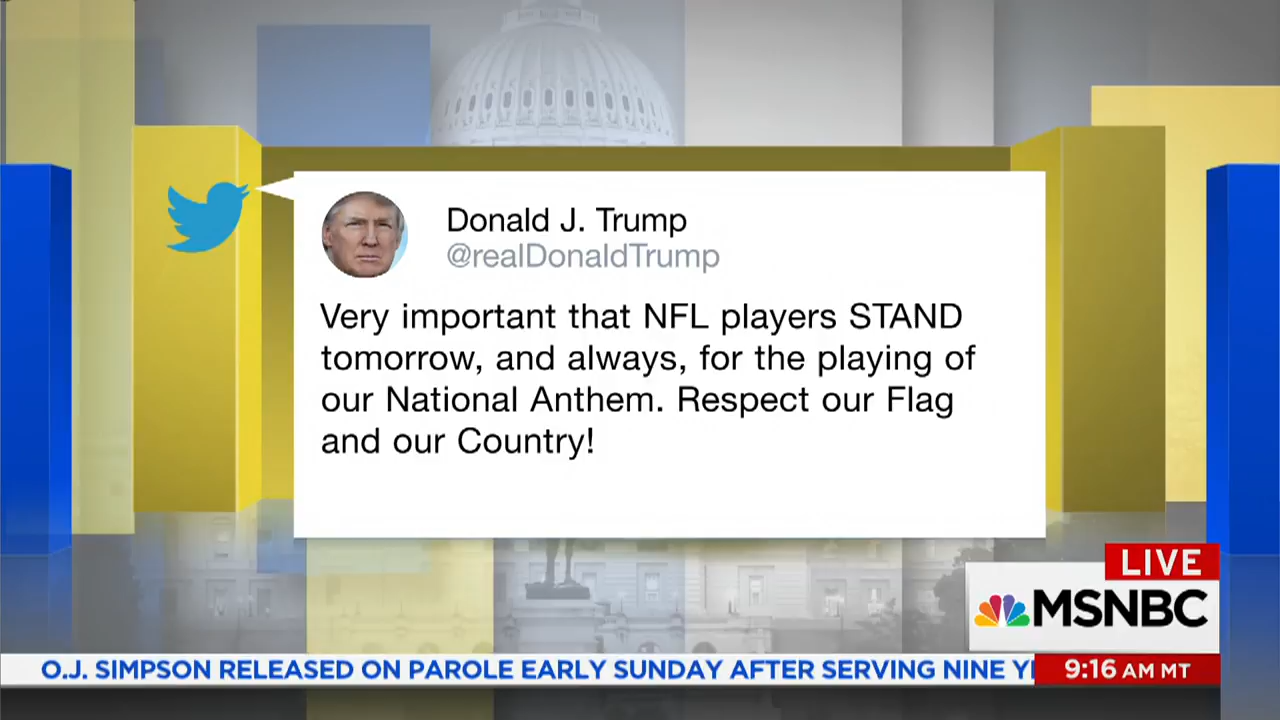 Donald J. Trump
@realDonaldTrump
Very important that NFL players STAND
tomorrow, and always, for the playing of
our National Anthem. Respect our Flag
and our Country!
LIVE
MSNBC
O.J. SIMPSON RELEASED ON PAROLE EARLY SUNDAY AFTER SERVING NINE
9:16 AM MT